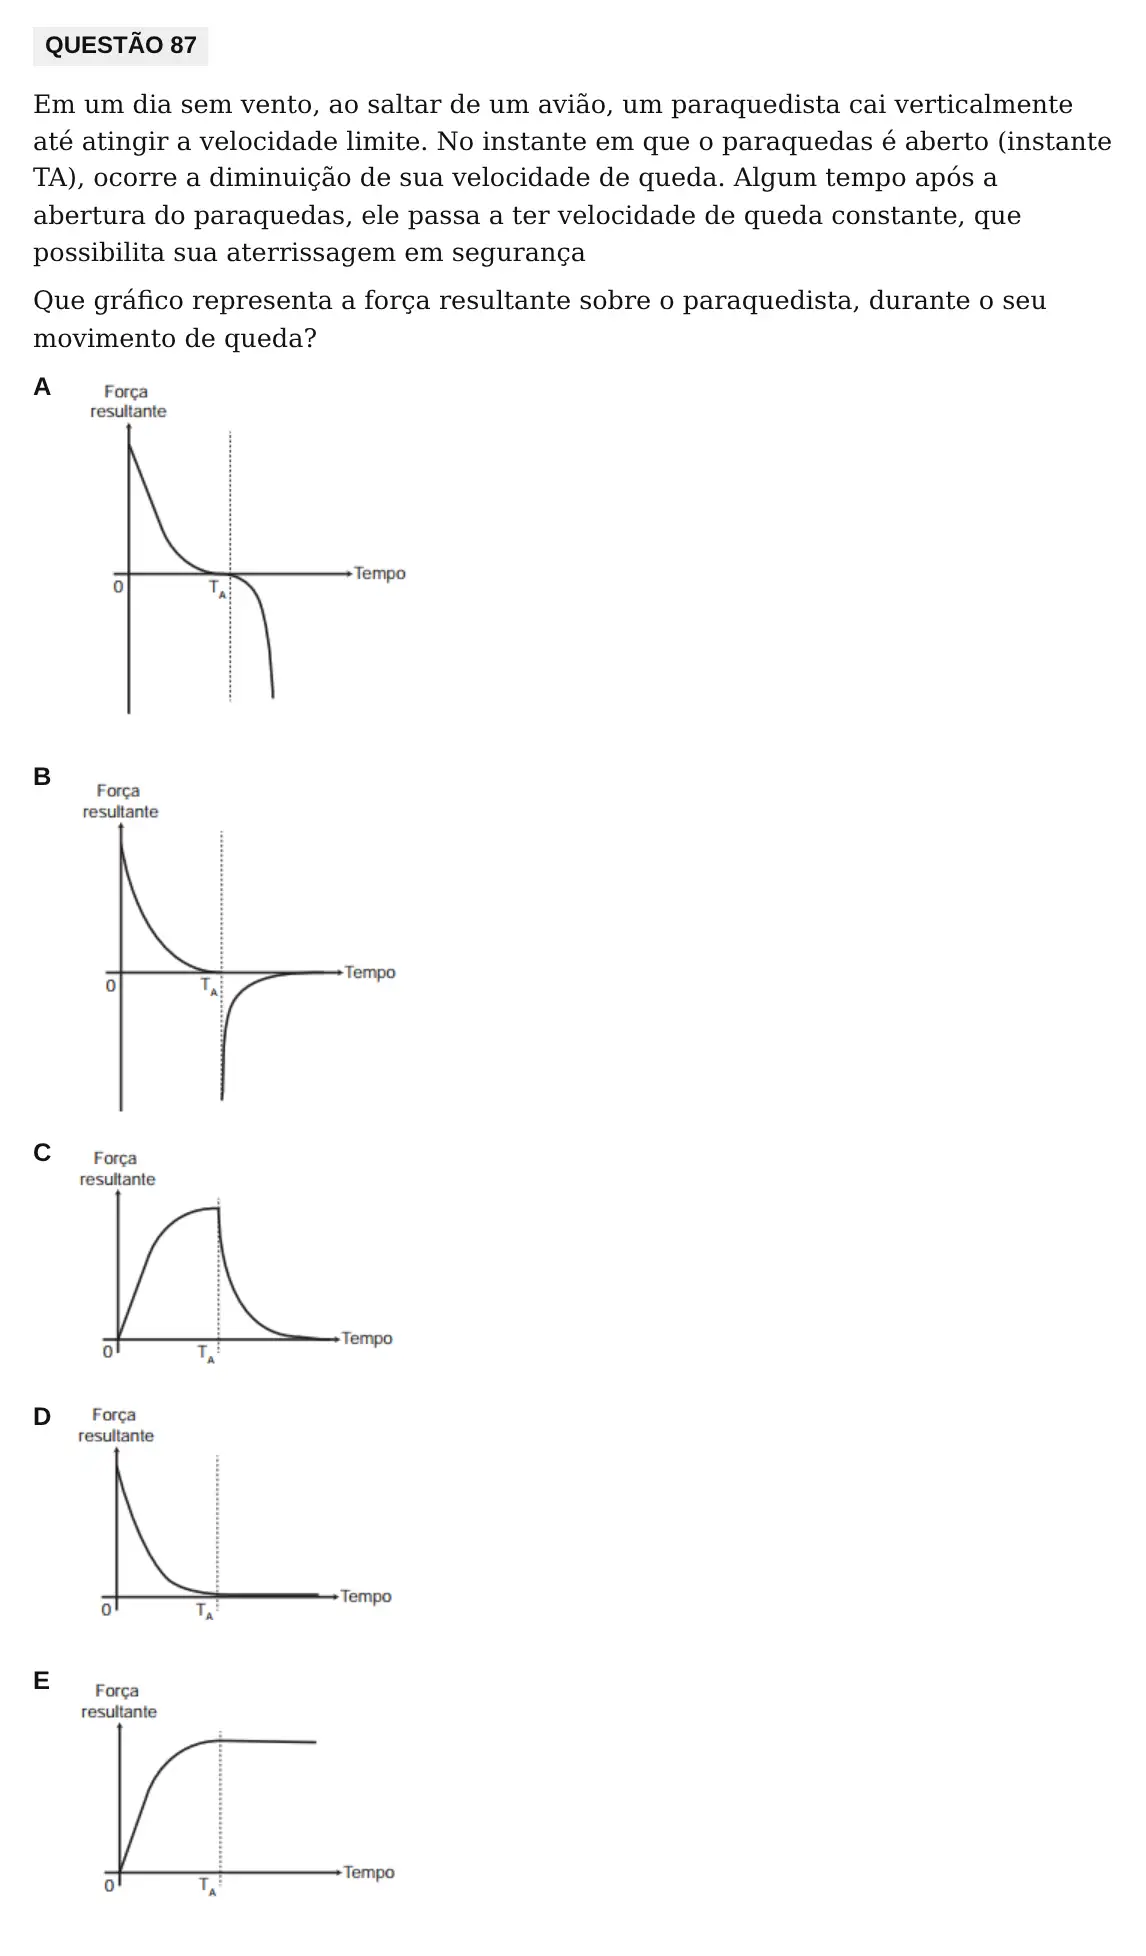 QUESTÃO 87
Em um dia sem vento, ao saltar de um avião, um paraquedista cai verticalmente
até atingir a velocidade limite. No instante em que o paraquedas é aberto (instante
TA), ocorre a diminuição de sua velocidade de queda. Algum tempo após a
abertura do paraquedas, ele passa a ter velocidade de queda constante, que
possibilita sua aterrissagem em segurança
Que gráfico representa a força resultante sobre o paraquedista, durante o seu
movimento de queda?
A
Força
resultante
Tempo
0
TA
B
Força
resultante
Tempo
0
TA
C
Força
resultante
Tempo
0
TA
D
Força
resultante
Tempo
0
TA
E
Força
resultante
Tempo
0
TA